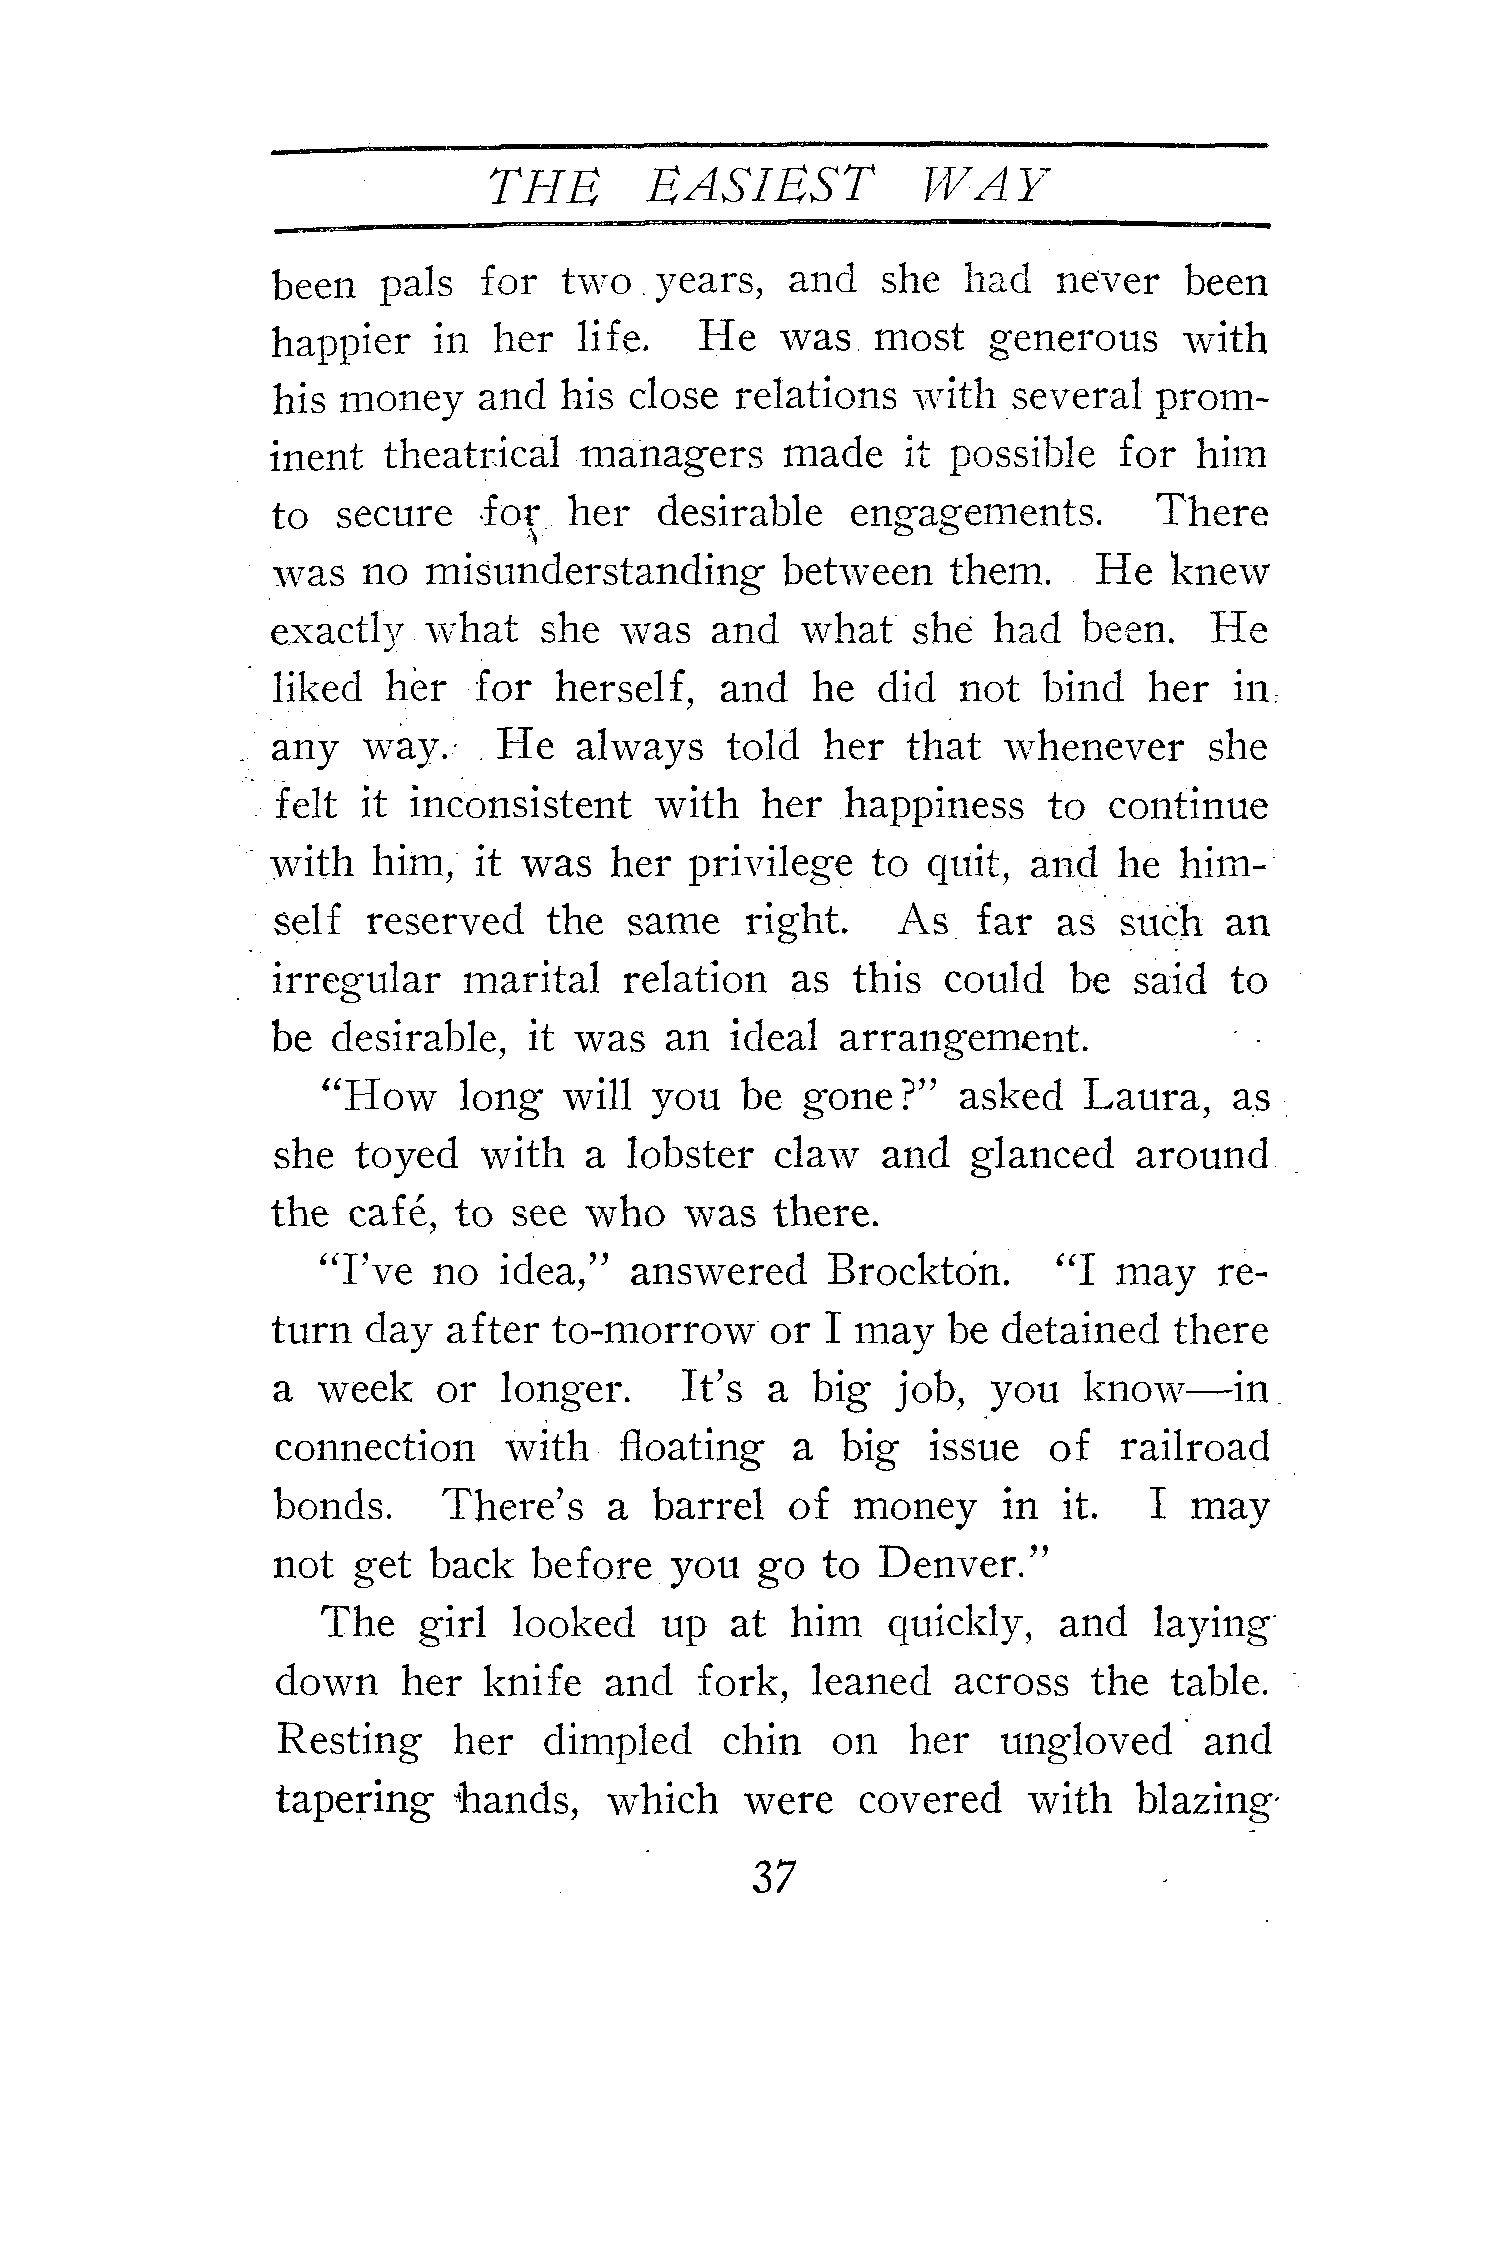 THE EASIEST WAY
been pals for two years, and she had never been
happier in her life. He was most generous with
his money and his close relations with several prom-
inent theatrical managers made it possible for him
to secure for her desirable engagements. There
was no misunderstanding between them. He knew
exactly what she was and what she had been. He
liked her for herself, and he did not bind her in
any way. He always told her that whenever she
felt it inconsistent with her happiness to continue
with him, it was her privilege to quit, and he him-
self reserved the same right. As far as such an
irregular marital relation as this could be said to
be desirable, it was an ideal arrangement.
"How long will you be gone?" asked Laura, as
she toyed with a lobster claw and glanced around
the café, to see who was there.
"I've no idea," answered Brockton. "I may re-
turn day after to-morrow or I may be detained there
a week or longer. It's a big job, you know—in
connection with floating a big issue of railroad
bonds. There's a barrel of money in it. I may
not get back before you go to Denver."
The girl looked up at him quickly, and laying
down her knife and fork, leaned across the table.
Resting her dimpled chin on her ungloved and
tapering hands, which were covered with blazing
37